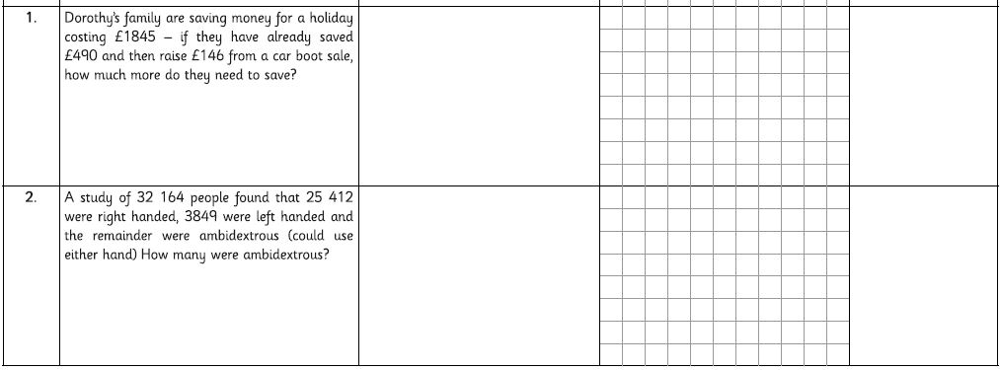 1.
Dorothy's family are saving money for a holiday
costing £1845 – if they have already saved
£490 and then raise £146 from a car boot sale,
how much more do they need to save?
2.
A study of 32 164 people found that 25 412
were right handed, 3849 were left handed and
the remainder were ambidextrous (could use
either hand) How many were ambidextrous?